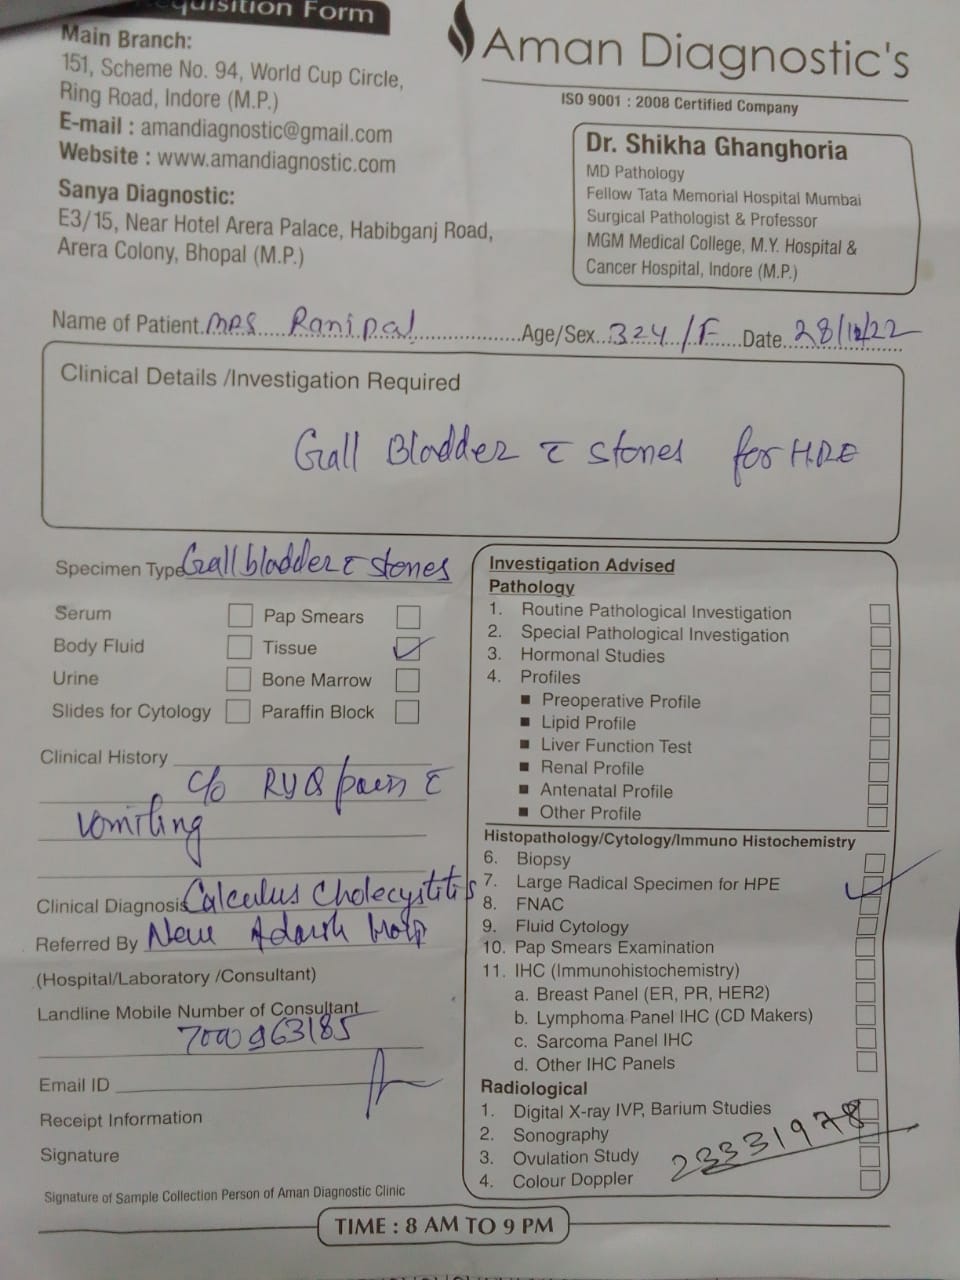 quisition Form
Main Branch:
151, Scheme No. 94, World Cup Circle,
Ring Road, Indore (M.P.)
E-mail : amandiagnostic@gmail.com
Website : www.amandiagnostic.com
Sanya Diagnostic:
E3/15, Near Hotel Arera Palace, Habibganj Road,
Arera Colony, Bhopal (M.P.)
Aman Diagnostic's
ISO 9001 : 2008 Certified Company
Dr. Shikha Ghanghoria
MD Pathology
Fellow Tata Memorial Hospital Mumbai
Surgical Pathologist & Professor
MGM Medical College, M.Y. Hospital &
Cancer Hospital, Indore (M.P.)
Name of Patient Mrs Ranipal Age/Sex 32y/F Date 28/12/22
Clinical Details /Investigation Required
Gall Bladder c̄ stones for H.P.E
Specimen Type Gall bladder c̄ stones
Serum Pap Smears
Body Fluid Tissue
Urine Bone Marrow
Slides for Cytology Paraffin Block
Clinical History
c/o RUQ pain c̄
vomiting
Clinical Diagnosis Calculus Cholecystitis
Referred By New Adarsh Hosp
(Hospital/Laboratory /Consultant)
Landline Mobile Number of Consultant
7000963185
Email ID
Receipt Information
Signature
Signature of Sample Collection Person of Aman Diagnostic Clinic
Investigation Advised
Pathology
1. Routine Pathological Investigation
2. Special Pathological Investigation
3. Hormonal Studies
4. Profiles
■ Preoperative Profile
■ Lipid Profile
■ Liver Function Test
■ Renal Profile
■ Antenatal Profile
■ Other Profile
Histopathology/Cytology/Immuno Histochemistry
6. Biopsy
7. Large Radical Specimen for HPE
8. FNAC
9. Fluid Cytology
10. Pap Smears Examination
11. IHC (Immunohistochemistry)
a. Breast Panel (ER, PR, HER2)
b. Lymphoma Panel IHC (CD Makers)
c. Sarcoma Panel IHC
d. Other IHC Panels
Radiological
1. Digital X-ray IVP, Barium Studies
2. Sonography
3. Ovulation Study
4. Colour Doppler
23331978
TIME : 8 AM TO 9 PM